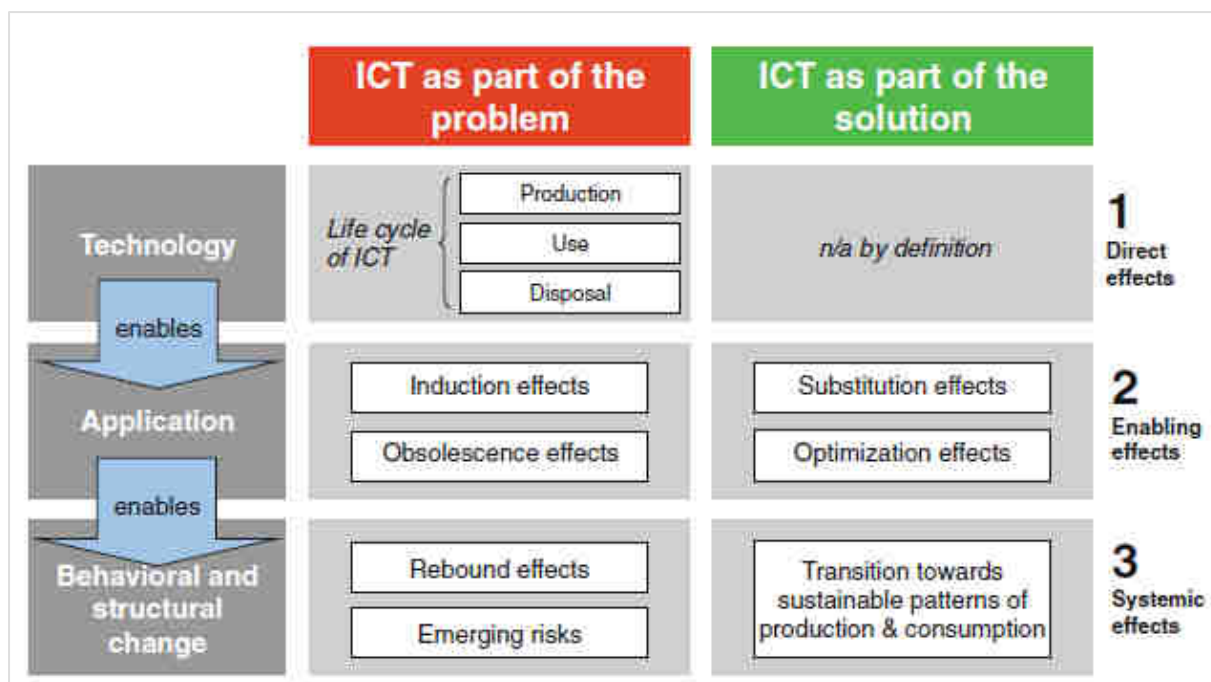 ICT as part of the
problem
ICT as part of the
solution
Technology
Life cycle
of ICT
Production
Use
Disposal
n/a by definition
1
Direct
effects
enables
Application
Induction effects
Obsolescence effects
Substitution effects
Optimization effects
2
Enabling
effects
enables
Behavioral and
structural
change
Rebound effects
Emerging risks
Transition towards
sustainable patterns of
production & consumption
3
Systemic
effects